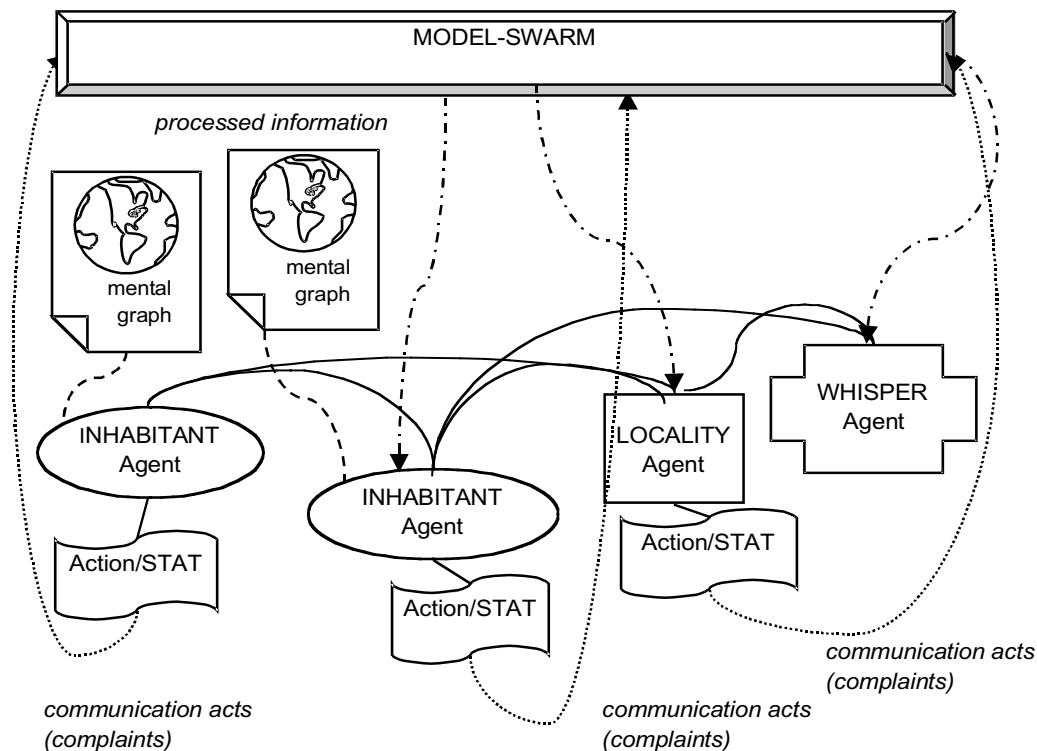 MODEL-SWARM
processed information
mental
graph
mental
graph
INHABITANT
Agent
INHABITANT
Agent
LOCALITY
Agent
WHISPER
Agent
Action/STAT
Action/STAT
Action/STAT
communication acts
(complaints)
communication acts
(complaints)
communication acts
(complaints)